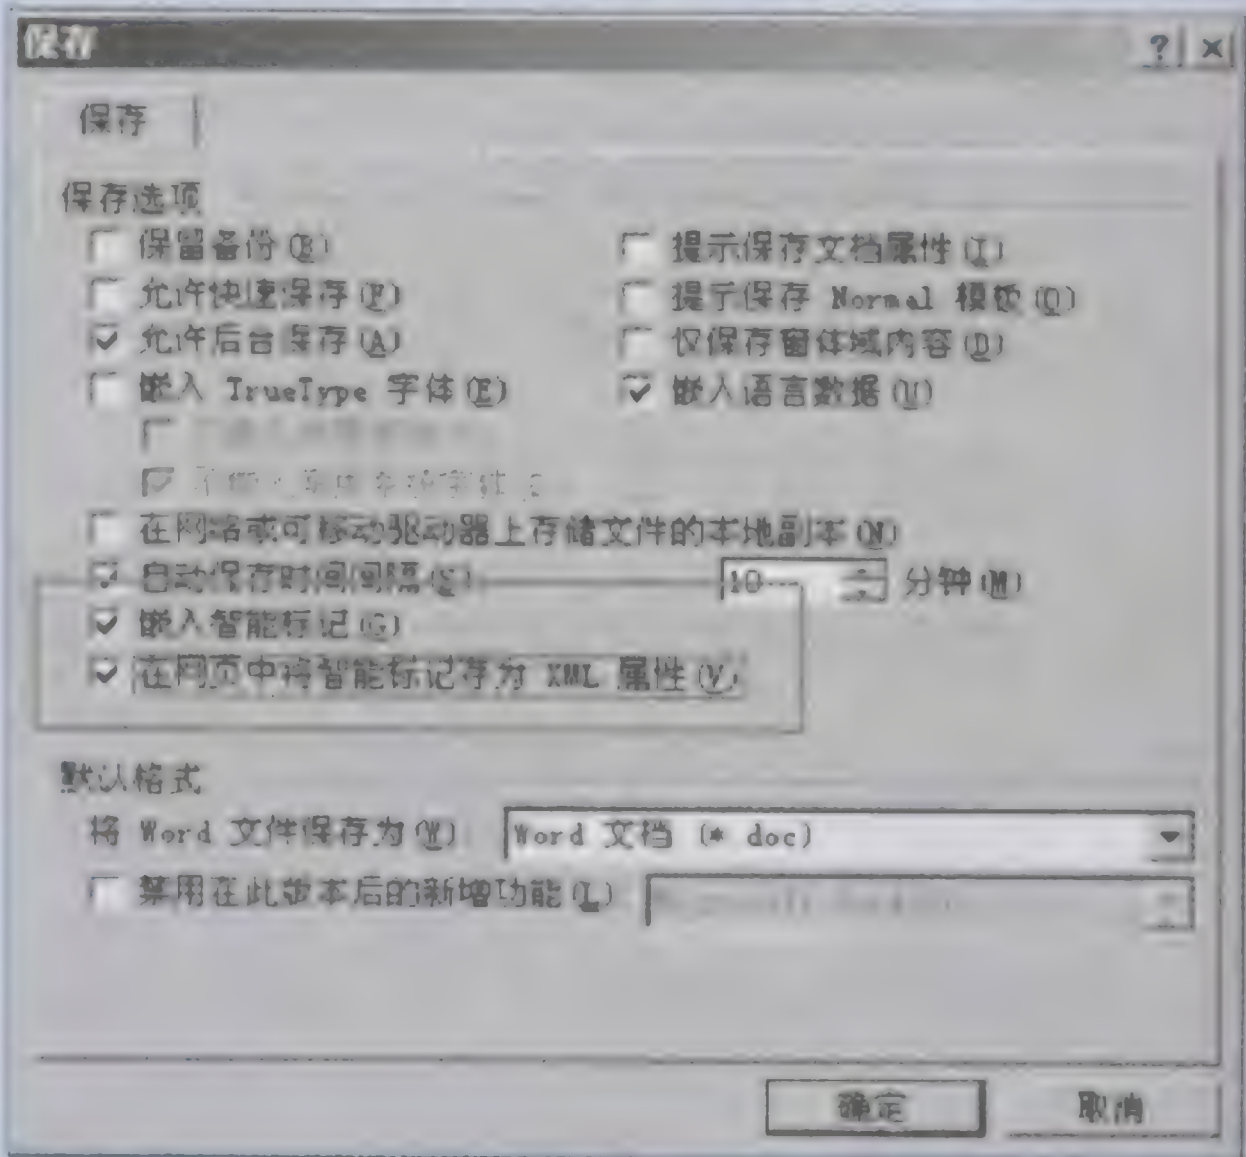 保存
保存
保存选项
保留备份(B)
提示保存文档属性(I)
允许快速保存(F)
提示保存 Normal 模板(O)
允许后台保存(A)
仅保存窗体域内容(D)
嵌入 TrueType 字体(E)
嵌入语言数据(U)
在网络或可移动驱动器上存储文件的本地副本(N)
自动保存时间间隔(S)
10
分钟(M)
嵌入智能标记(G)
在网页中将智能标记存为 XML 属性(V)
默认格式
将 Word 文件保存为(W)
Word 文档 (* doc)
禁用在此版本后的新增功能(L)
确定
取消